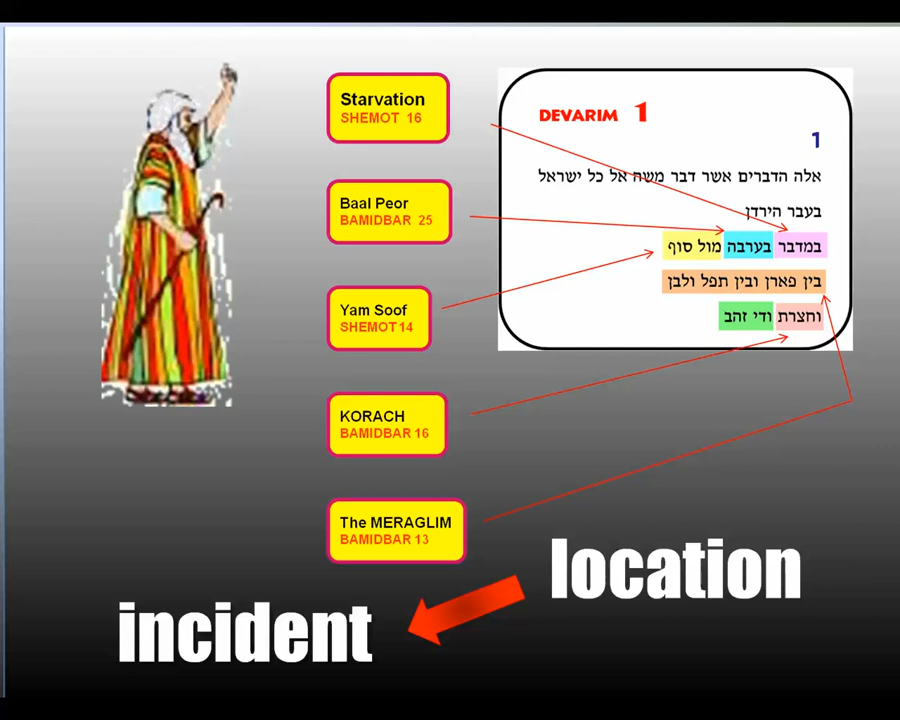 Starvation
SHEMOT 16
Baal Peor
BAMIDBAR 25
Yam Soof
SHEMOT 14
KORACH
BAMIDBAR 16
The MERAGLIM
BAMIDBAR 13
DEVARIM 1
1
אלה הדברים אשר דבר משה אל כל ישראל
בעבר הירדן
במדבר בערבה מול סוף
בין פארן ובין תפל ולבן
וחצרת ודי זהב
location
incident